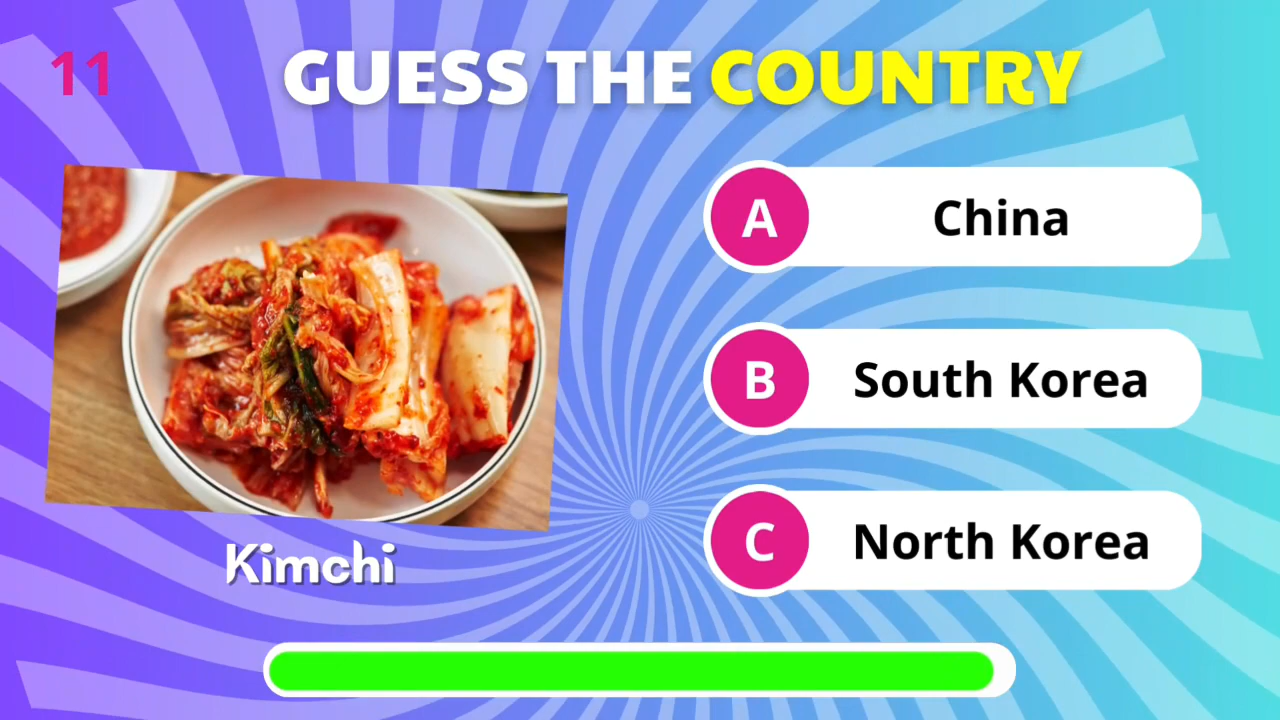 11
GUESS THE COUNTRY
A China
B South Korea
C North Korea
Kimchi